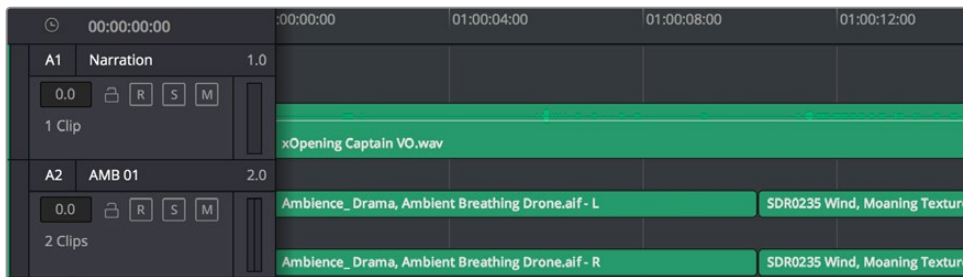 00:00:00:00
:00:00:00
01:00:04:00
01:00:08:00
01:00:12:00
A1 Narration 1.0
0.0 R S M
1 Clip
xOpening Captain VO.wav
A2 AMB 01 2.0
0.0 R S M
2 Clips
Ambience_ Drama, Ambient Breathing Drone.aif - L
SDR0235 Wind, Moaning Textur
Ambience_ Drama, Ambient Breathing Drone.aif - R
SDR0235 Wind, Moaning Textur